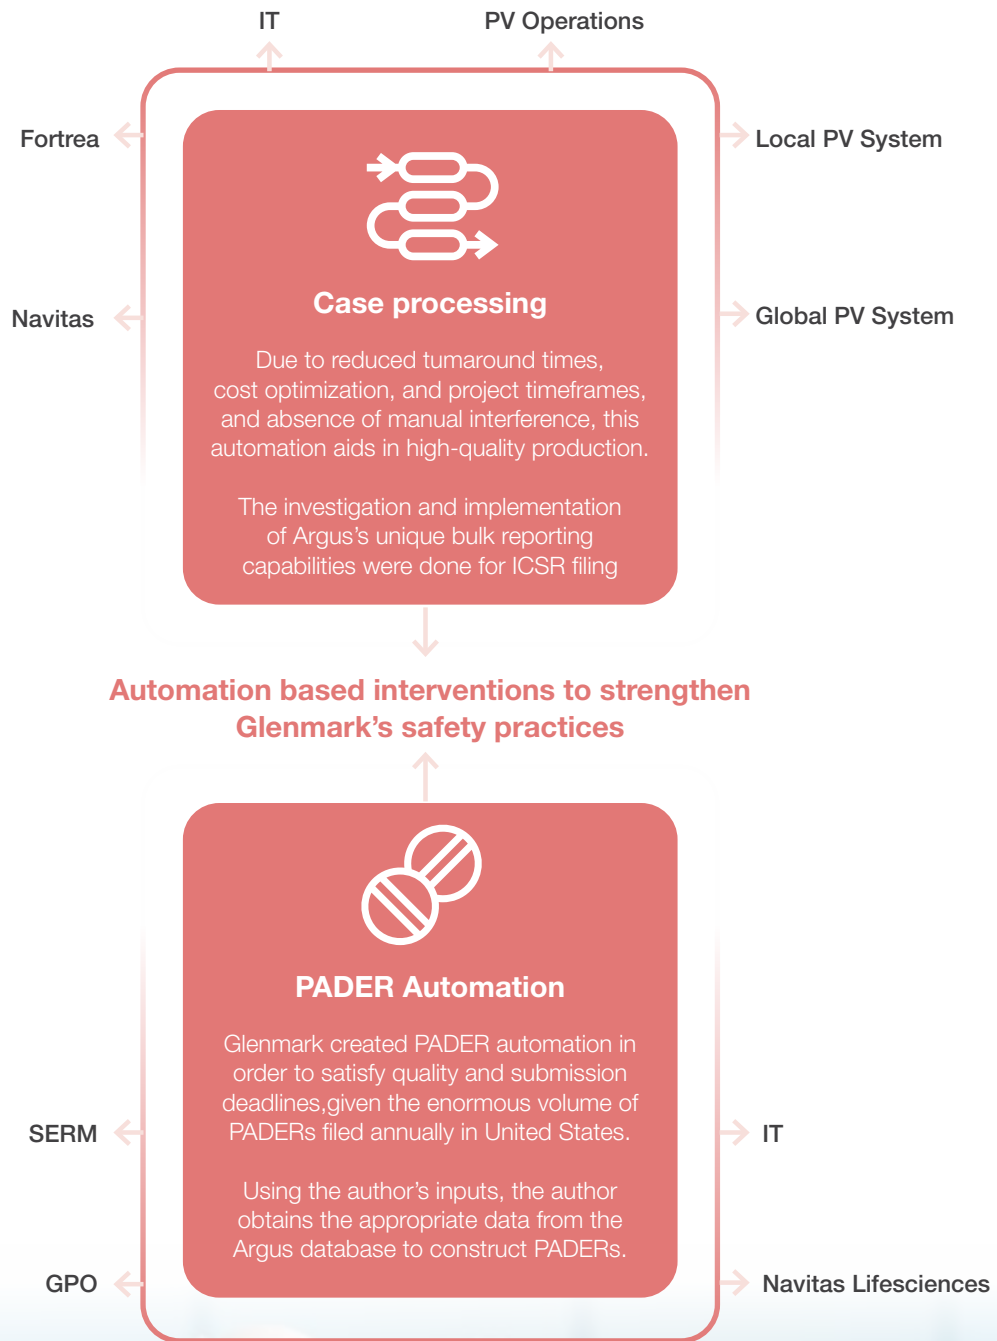 IT
PV Operations
Fortrea
Local PV System
Navitas
Global PV System
Case processing
Due to reduced turnaround times,
cost optimization, and project timeframes,
and absence of manual interference, this
automation aids in high-quality production.
The investigation and implementation
of Argus’s unique bulk reporting
capabilities were done for ICSR filing
Automation based interventions to strengthen
Glenmark’s safety practices
PADER Automation
Glenmark created PADER automation in
order to satisfy quality and submission
deadlines,given the enormous volume of
PADERs filed annually in United States.
Using the author’s inputs, the author
obtains the appropriate data from the
Argus database to construct PADERs.
SERM
IT
GPO
Navitas Lifesciences